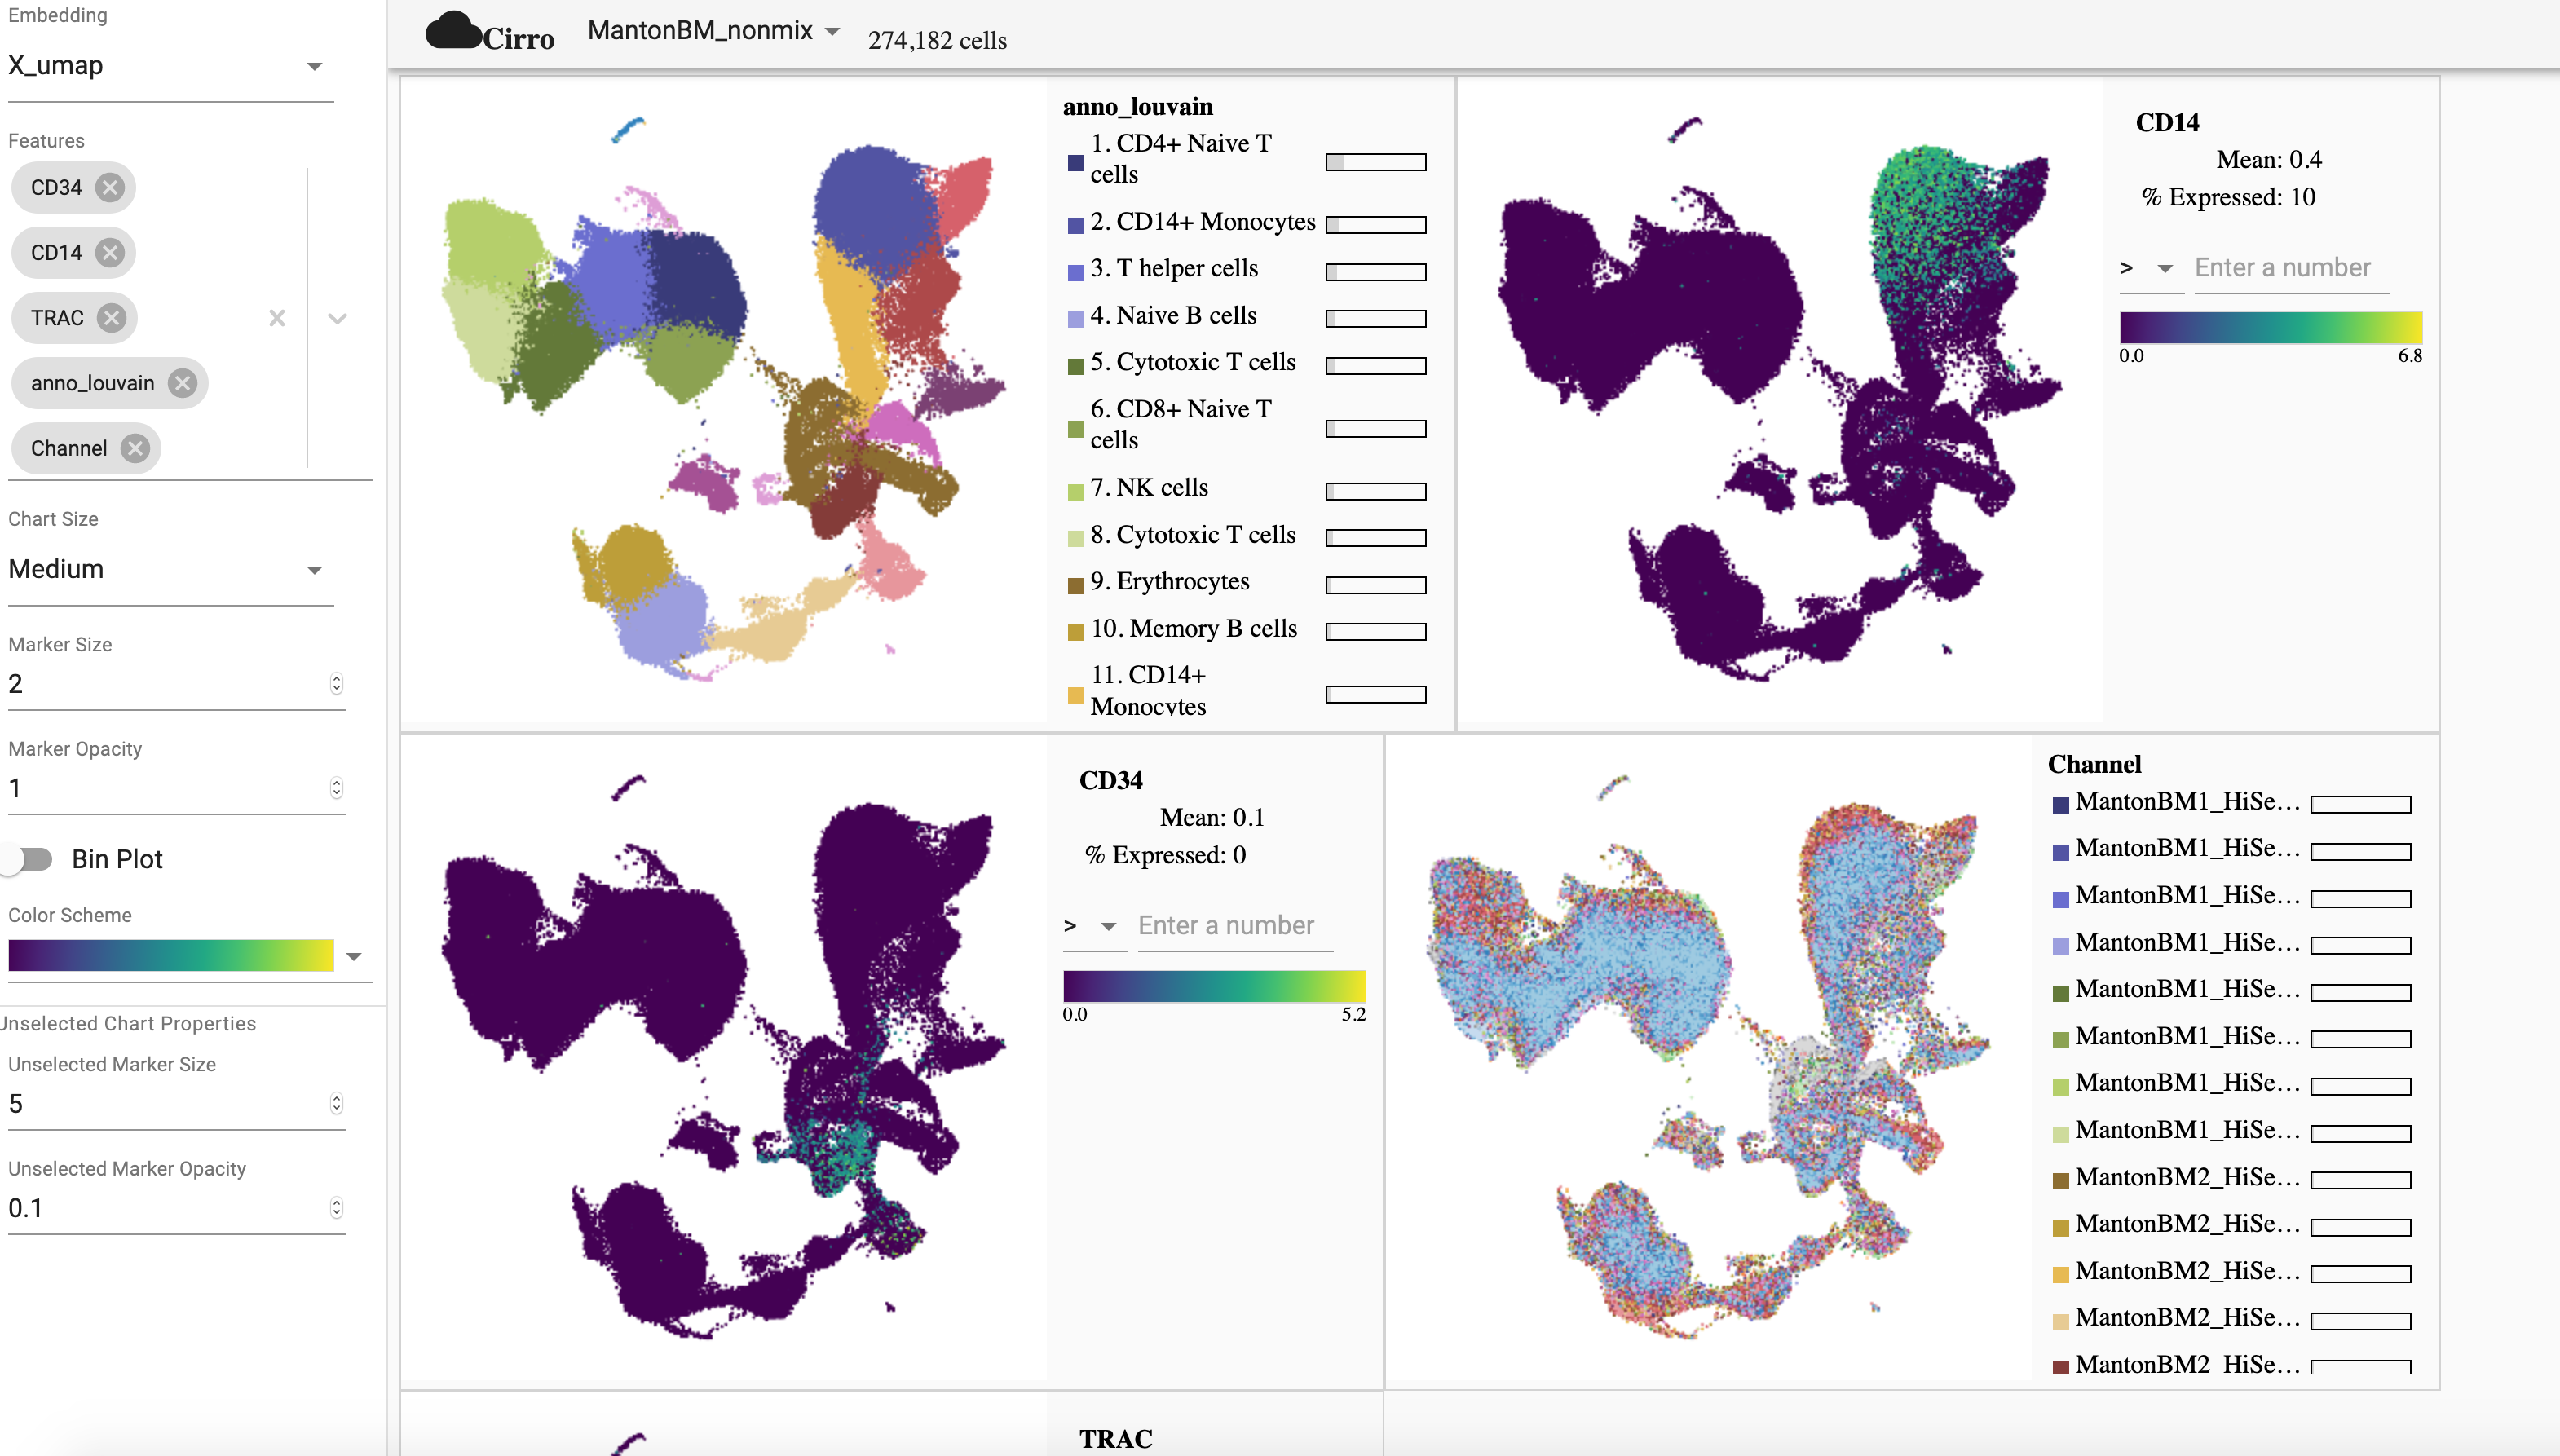 Embedding
X_umap
Features
CD34
CD14
TRAC
anno_louvain
Channel
Chart Size
Medium
Marker Size
2
Marker Opacity
1
Bin Plot
Color Scheme
Unselected Chart Properties
Unselected Marker Size
5
Unselected Marker Opacity
0.1
Cirro
MantonBM_nonmix
274,182 cells
anno_louvain
1. CD4+ Naive T
cells
2. CD14+ Monocytes
3. T helper cells
4. Naive B cells
5. Cytotoxic T cells
6. CD8+ Naive T
cells
7. NK cells
8. Cytotoxic T cells
9. Erythrocytes
10. Memory B cells
11. CD14+
Monocytes
CD14
Mean: 0.4
% Expressed: 10
> Enter a number
0.0 6.8
CD34
Mean: 0.1
% Expressed: 0
> Enter a number
0.0 5.2
Channel
MantonBM1_HiSe...
MantonBM1_HiSe...
MantonBM1_HiSe...
MantonBM1_HiSe...
MantonBM1_HiSe...
MantonBM1_HiSe...
MantonBM1_HiSe...
MantonBM1_HiSe...
MantonBM2_HiSe...
MantonBM2_HiSe...
MantonBM2_HiSe...
MantonBM2_HiSe...
MantonBM2_HiSe...
TRAC